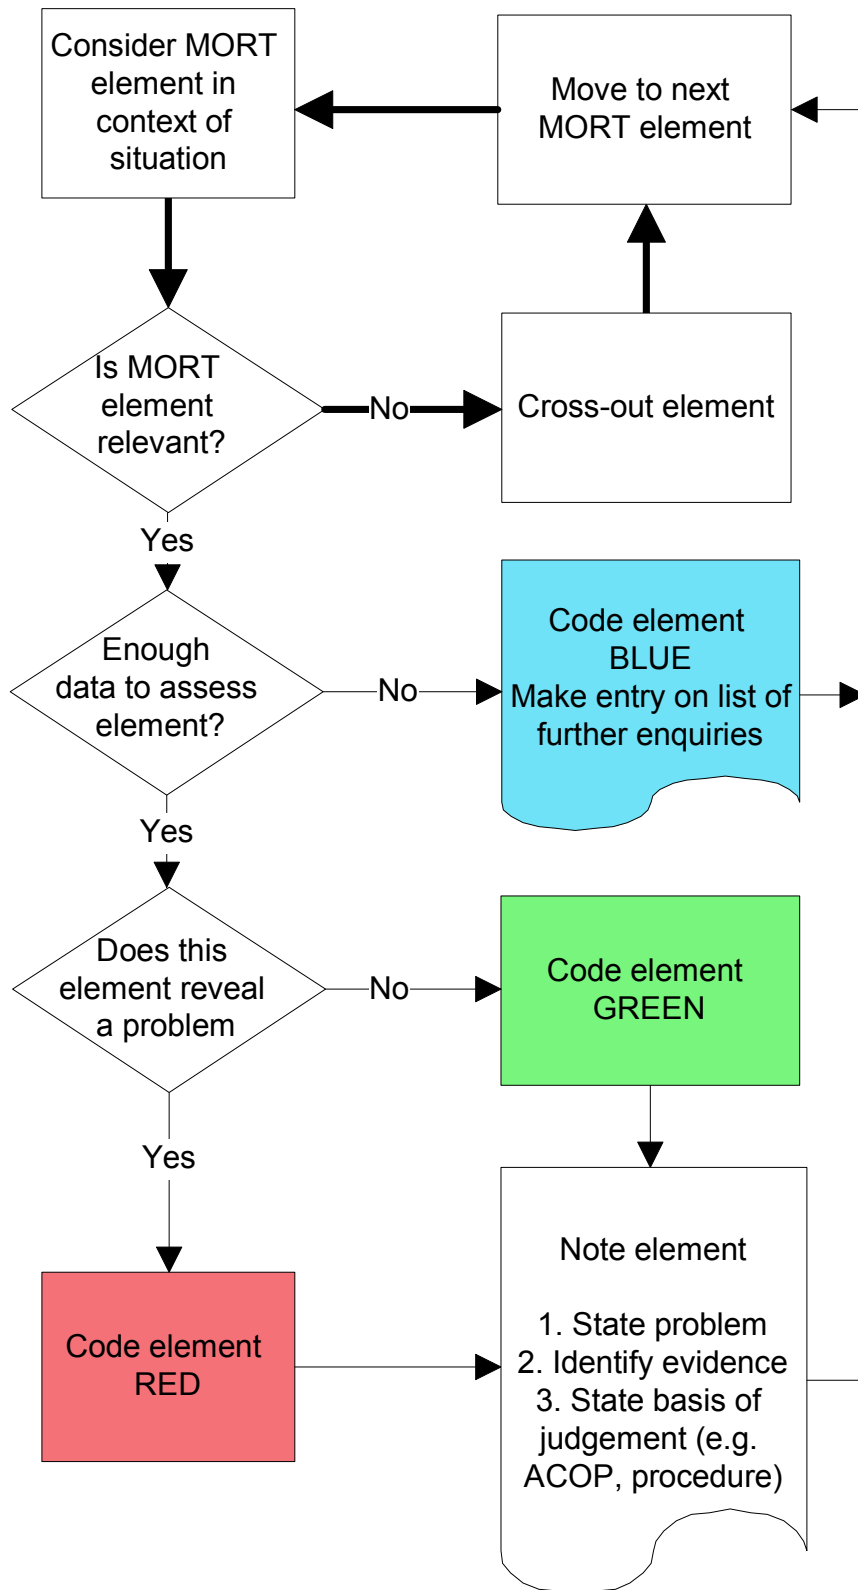 Consider MORT
element in
context of
situation
Move to next
MORT element
Is MORT
element
relevant?
No
Cross-out element
Yes
Enough
data to assess
element?
No
Code element
BLUE
Make entry on list of
further enquiries
Yes
Does this
element reveal
a problem
No
Code element
GREEN
Yes
Code element
RED
Note element
1. State problem
2. Identify evidence
3. State basis of
judgement (e.g.
ACOP, procedure)